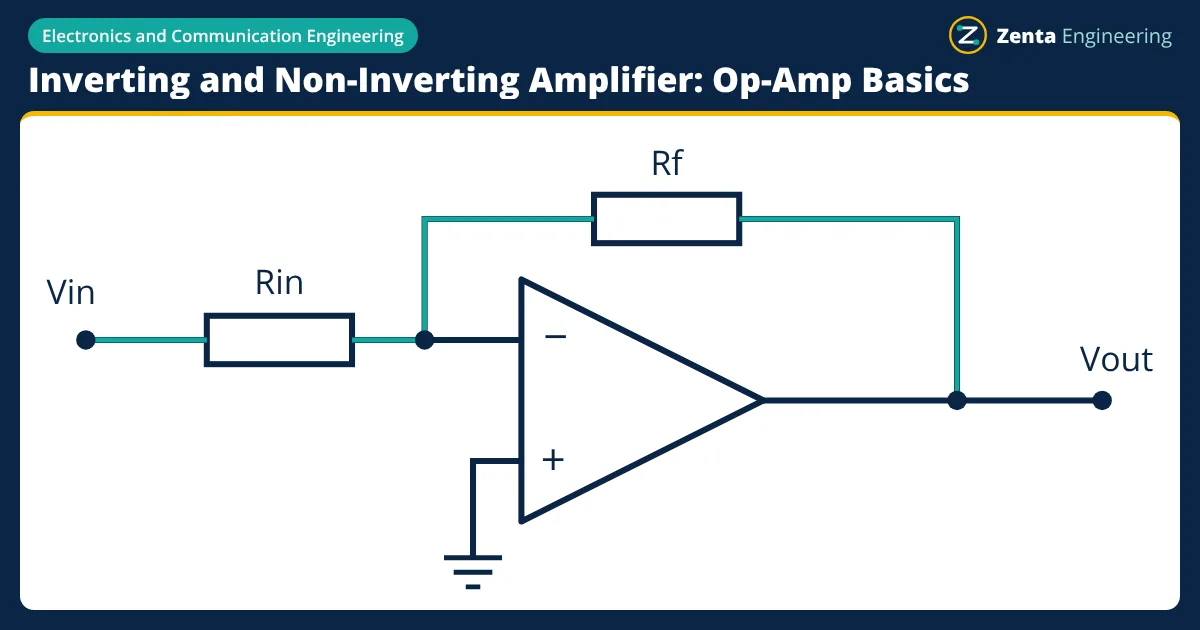 Electronics and Communication Engineering
Zenta Engineering
Inverting and Non-Inverting Amplifier: Op-Amp Basics
Rf
Rin
Vin
−
Vout
+